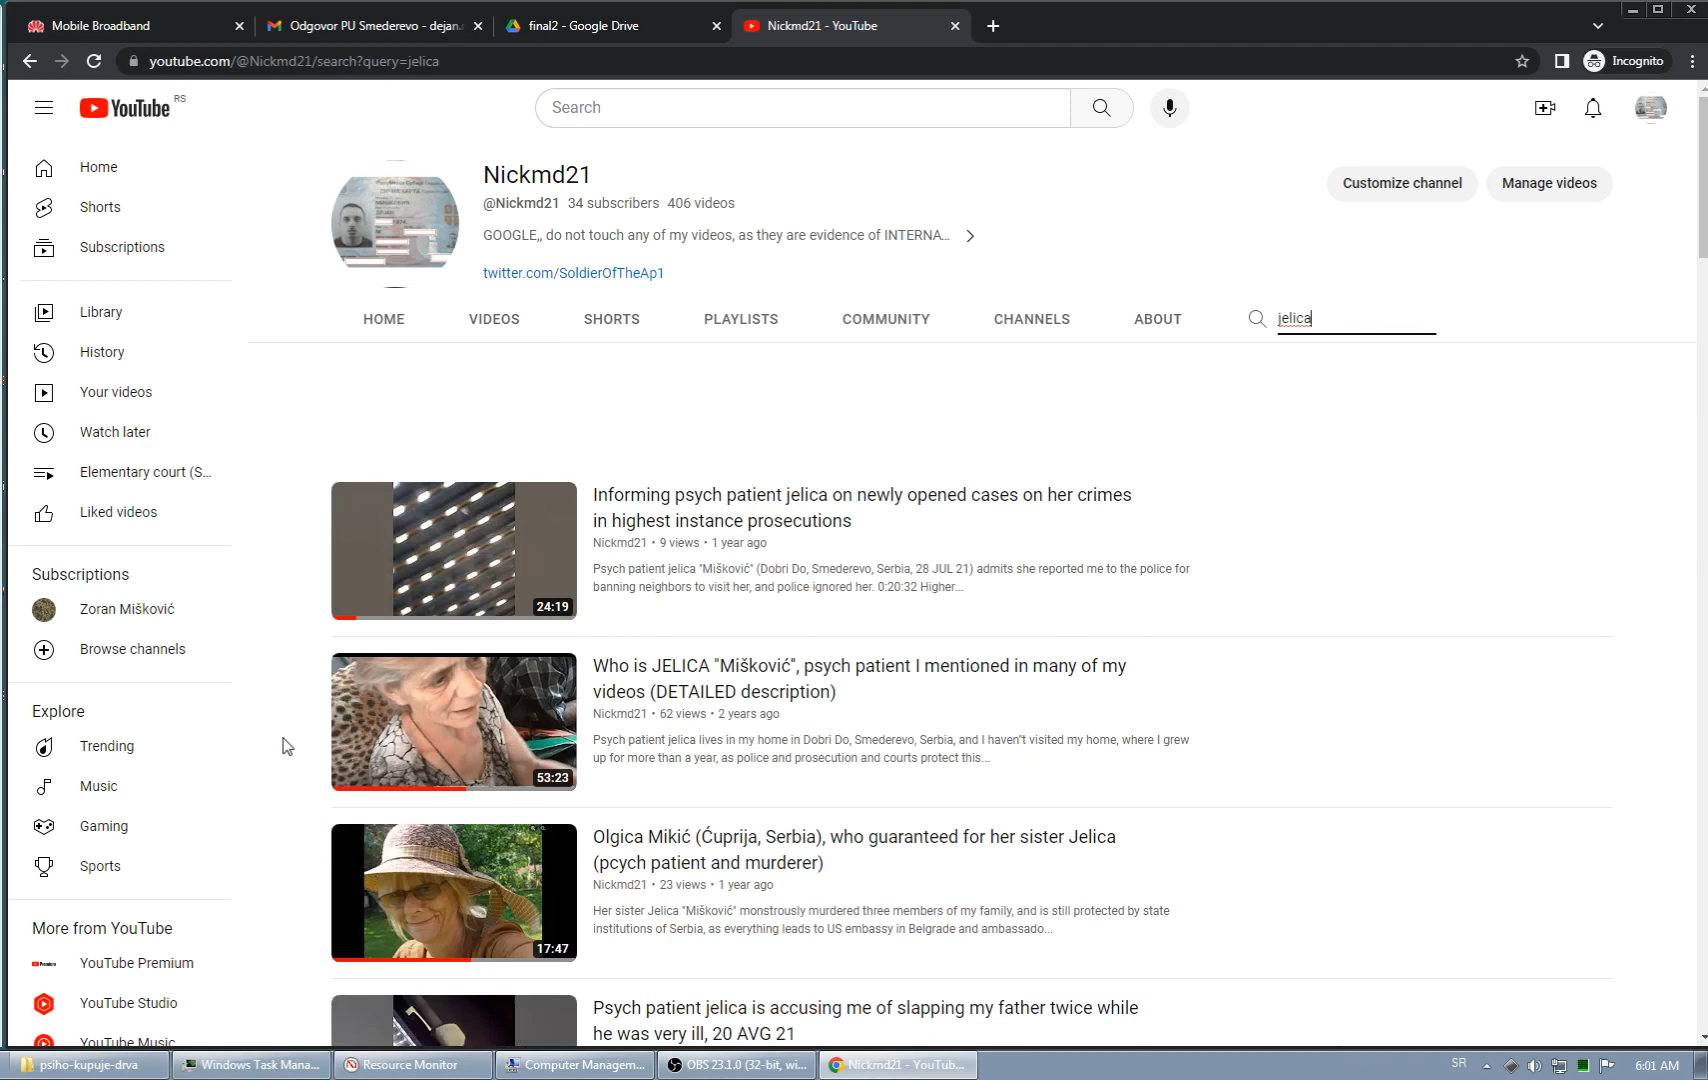 Mobile Broadband
Odgovor PU Smederevo - dejan.r
final2 - Google Drive
Nickmd21 - YouTube
youtube.com/@Nickmd21/search?query=jelica
Incognito
YouTube RS
Search
Home
Shorts
Subscriptions
Library
History
Your videos
Watch later
Elementary court (S...
Liked videos
Subscriptions
Zoran Mišković
Browse channels
Explore
Trending
Music
Gaming
Sports
More from YouTube
YouTube Premium
YouTube Studio
YouTube Music
Nickmd21
@Nickmd21 34 subscribers 406 videos
GOOGLE,, do not touch any of my videos, as they are evidence of INTERNA...
twitter.com/SoldierOfTheAp1
Customize channel
Manage videos
HOME VIDEOS SHORTS PLAYLISTS COMMUNITY CHANNELS ABOUT jelica
Informing psych patient jelica on newly opened cases on her crimes
in highest instance prosecutions
Nickmd21 • 9 views • 1 year ago
Psych patient jelica "Mišković" (Dobri Do, Smederevo, Serbia, 28 JUL 21) admits she reported me to the police for
banning neighbors to visit her, and police ignored her. 0:20:32 Higher...
24:19
Who is JELICA "Mišković", psych patient I mentioned in many of my
videos (DETAILED description)
Nickmd21 • 62 views • 2 years ago
Psych patient jelica lives in my home in Dobri Do, Smederevo, Serbia, and I haven"t visited my home, where I grew
up for more than a year, as police and prosecution and courts protect this...
53:23
Olgica Mikić (Ćuprija, Serbia), who guaranteed for her sister Jelica
(pcych patient and murderer)
Nickmd21 • 23 views • 1 year ago
Her sister Jelica "Mišković" monstrously murdered three members of my family, and is still protected by state
institutions of Serbia, as everything leads to US embassy in Belgrade and ambassado...
17:47
Psych patient jelica is accusing me of slapping my father twice while
he was very ill, 20 AVG 21
psiho-kupuje-drva
Windows Task Mana...
Resource Monitor
Computer Managem...
OBS 23.1.0 (32-bit, wi...
Nickmd21 - YouTub...
SR
6:01 AM